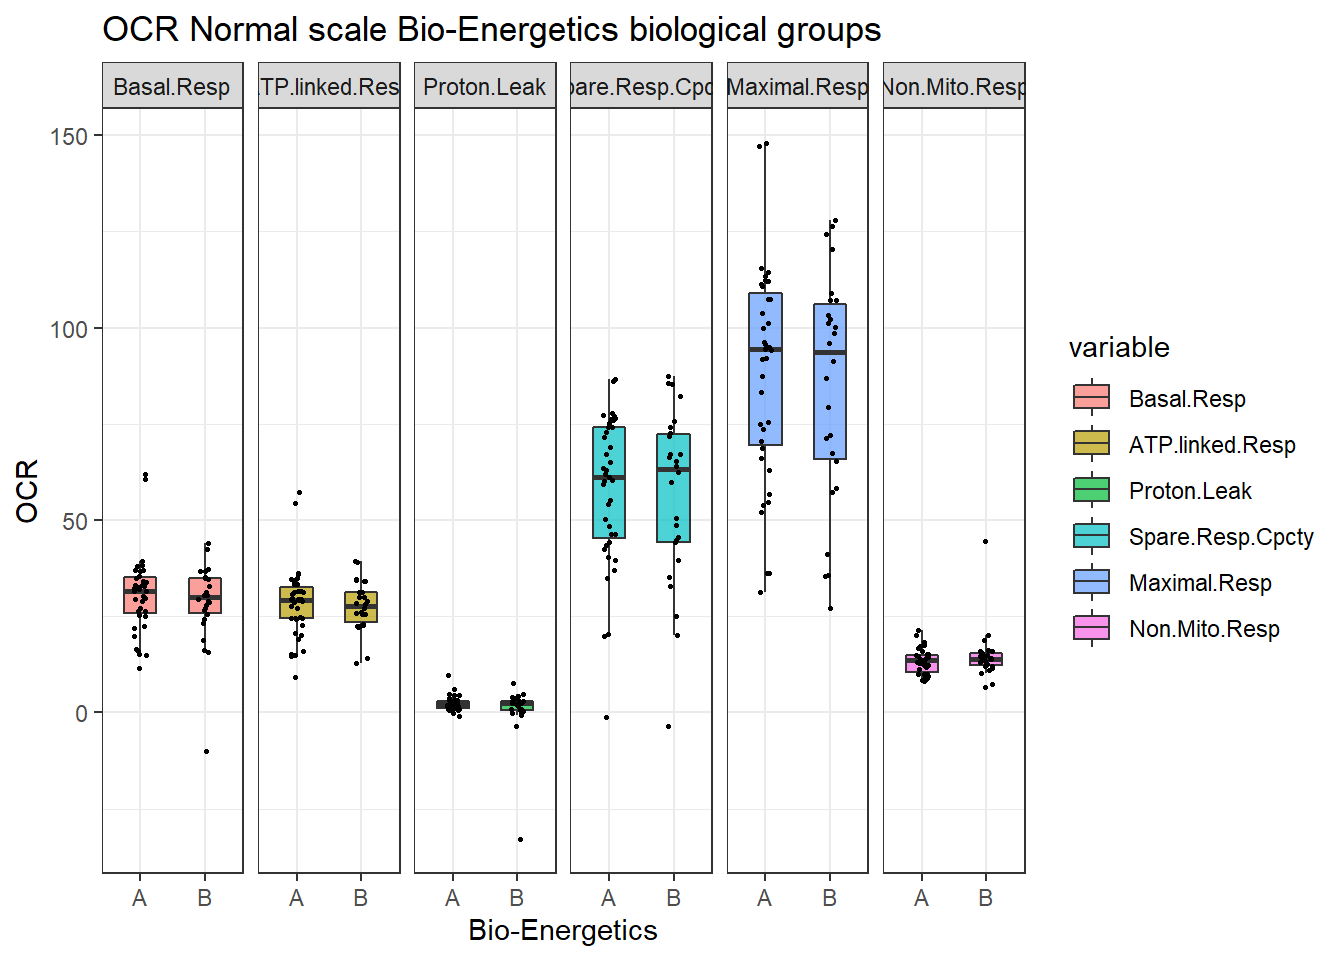 OCR Normal scale Bio-Energetics biological groups
Basal.Resp
TP.linked.Res
Proton.Leak
pare.Resp.Cpc
Maximal.Resp
Non.Mito.Resp
150
100
50
0
OCR
A B A B A B A B A B A B
Bio-Energetics
variable
Basal.Resp
ATP.linked.Resp
Proton.Leak
Spare.Resp.Cpcty
Maximal.Resp
Non.Mito.Resp